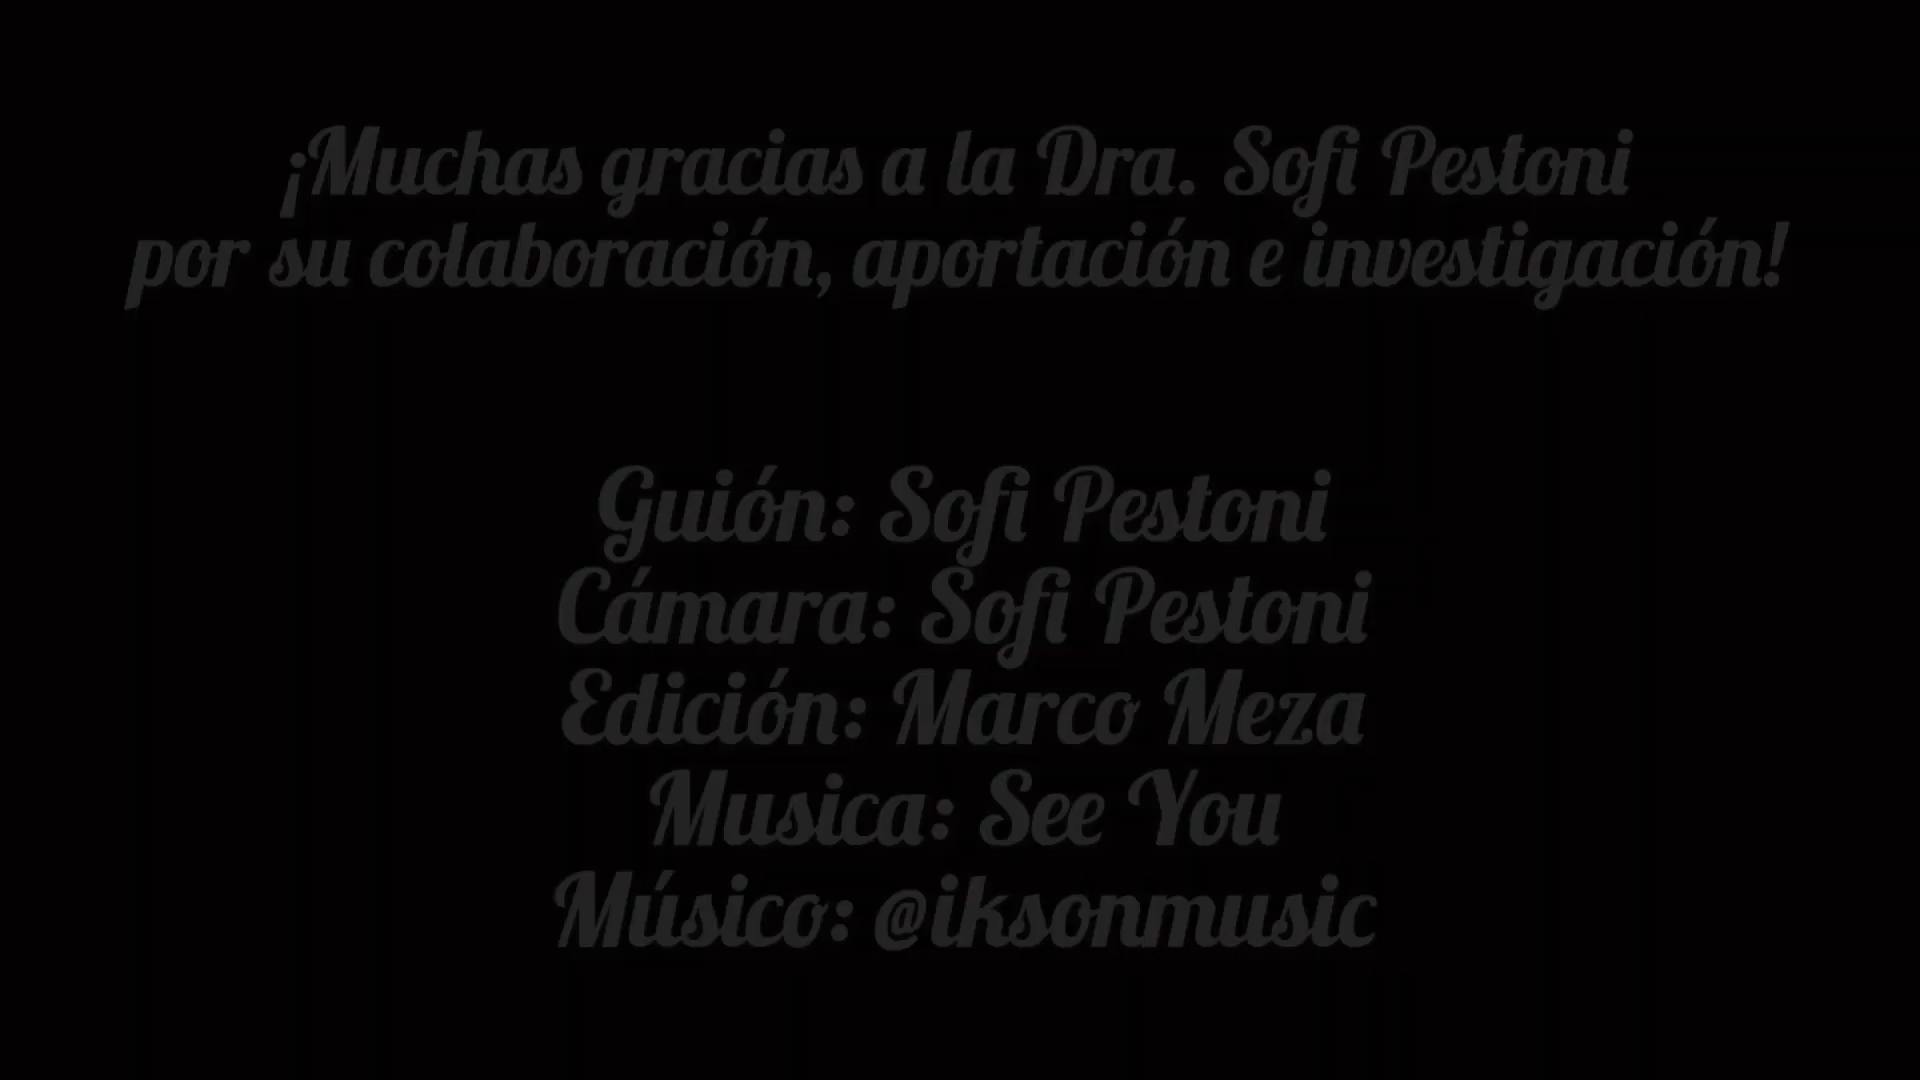 ¡Muchas gracias a la Dra. Sofi Pestoni
por su colaboración, aportación e investigación!
Guión: Sofi Pestoni
Cámara: Sofi Pestoni
Edición: Marco Meza
Musica: See You
Músico: @iksonmusic